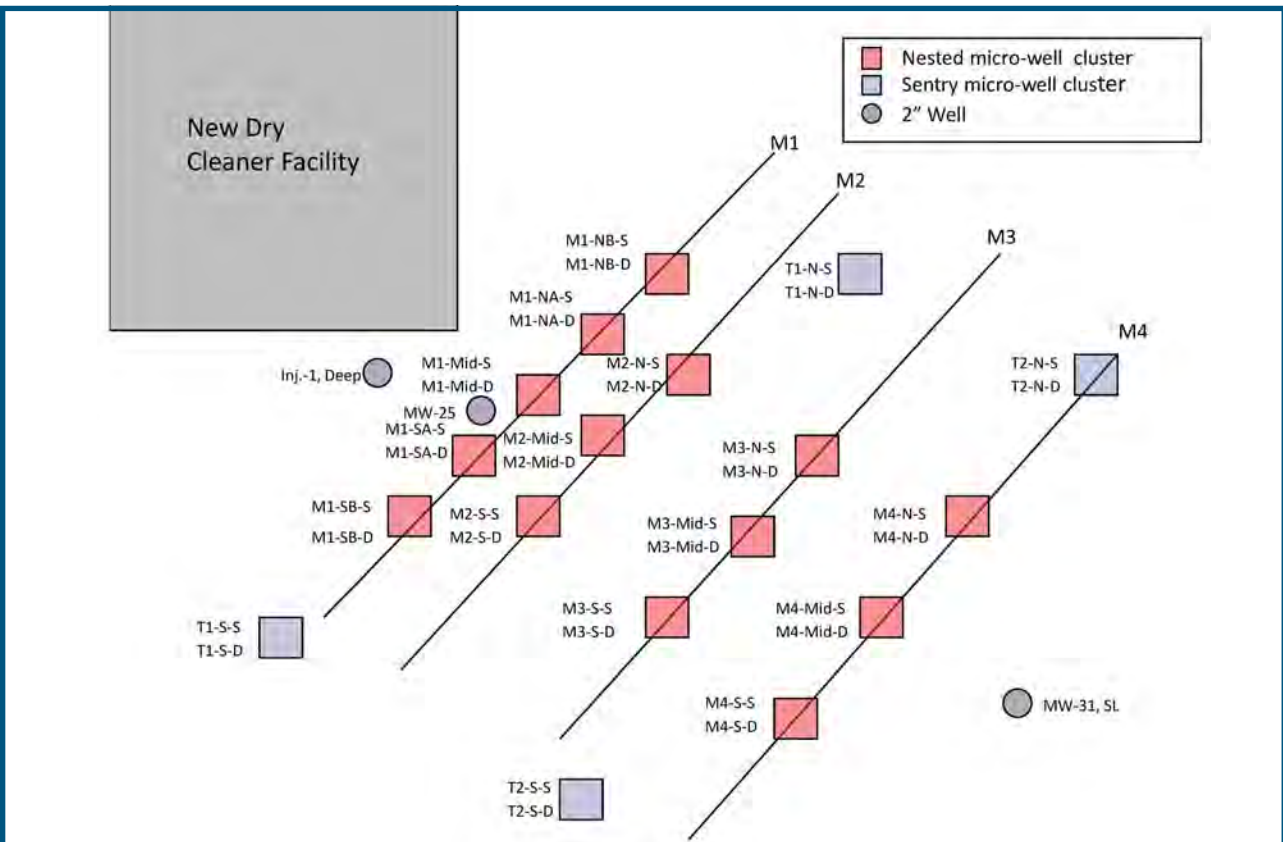 Nested micro-well cluster
Sentry micro-well cluster
2" Well
New Dry
Cleaner Facility
M1
M2
M3
M4
M1-NB-S
M1-NB-D
T1-N-S
T1-N-D
M1-NA-S
M1-NA-D
Inj.-1, Deep
M1-Mid-S
M1-Mid-D
M2-N-S
M2-N-D
T2-N-S
T2-N-D
MW-25
M1-SA-S
M1-SA-D
M2-Mid-S
M2-Mid-D
M3-N-S
M3-N-D
M1-SB-S
M1-SB-D
M2-S-S
M2-S-D
M3-Mid-S
M3-Mid-D
M4-N-S
M4-N-D
T1-S-S
T1-S-D
M3-S-S
M3-S-D
M4-Mid-S
M4-Mid-D
M4-S-S
M4-S-D
MW-31, SL
T2-S-S
T2-S-D